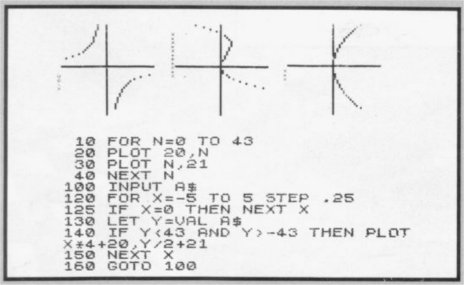 10 FOR N=0 TO 43
20 PLOT 20,N
30 PLOT N,21
40 NEXT N
100 INPUT A$
120 FOR X=-5 TO 5 STEP .25
125 IF X=0 THEN NEXT X
130 LET Y=VAL A$
140 IF Y<43 AND Y>-43 THEN PLOT
X*4+20,Y/2+21
150 NEXT X
160 GOTO 100